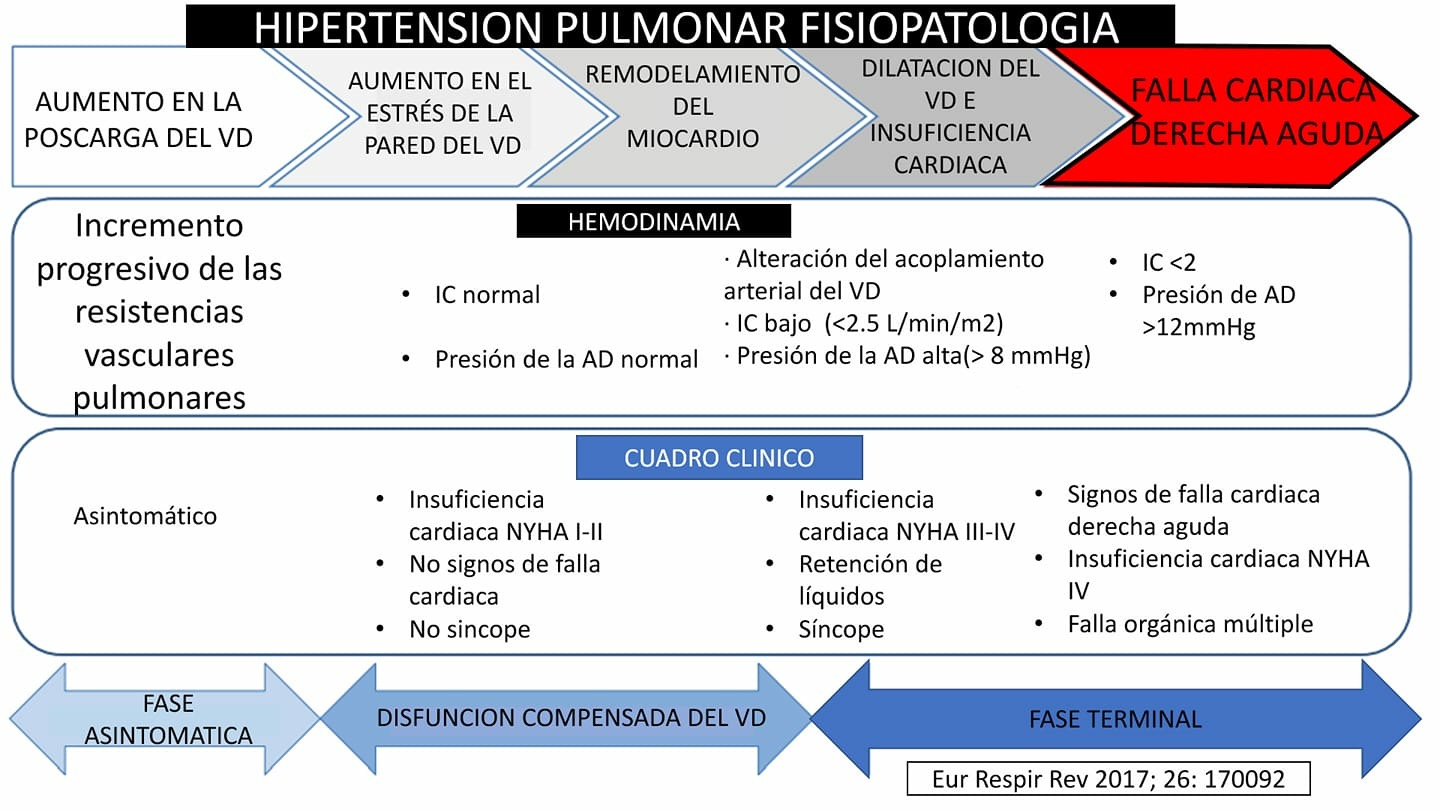 HIPERTENSION PULMONAR FISIOPATOLOGIA
AUMENTO EN LA
POSCARGA DEL VD
AUMENTO EN EL
ESTRÉS DE LA
PARED DEL VD
REMODELAMIENTO
DEL
MIOCARDIO
DILATACION DEL
VD E
INSUFICIENCIA
CARDIACA
FALLA CARDIACA
DERECHA AGUDA
Incremento
progresivo de las
resistencias
vasculares
pulmonares
HEMODINAMIA
• IC normal
• Presión de la AD normal
· Alteración del acoplamiento
arterial del VD
· IC bajo (<2.5 L/min/m2)
· Presión de la AD alta(> 8 mmHg)
• IC <2
• Presión de AD
>12mmHg
CUADRO CLINICO
Asintomático
• Insuficiencia
cardiaca NYHA I-II
• No signos de falla
cardiaca
• No sincope
• Insuficiencia
cardiaca NYHA III-IV
• Retención de
líquidos
• Síncope
• Signos de falla cardiaca
derecha aguda
• Insuficiencia cardiaca NYHA
IV
• Falla orgánica múltiple
FASE
ASINTOMATICA
DISFUNCION COMPENSADA DEL VD
FASE TERMINAL
Eur Respir Rev 2017; 26: 170092